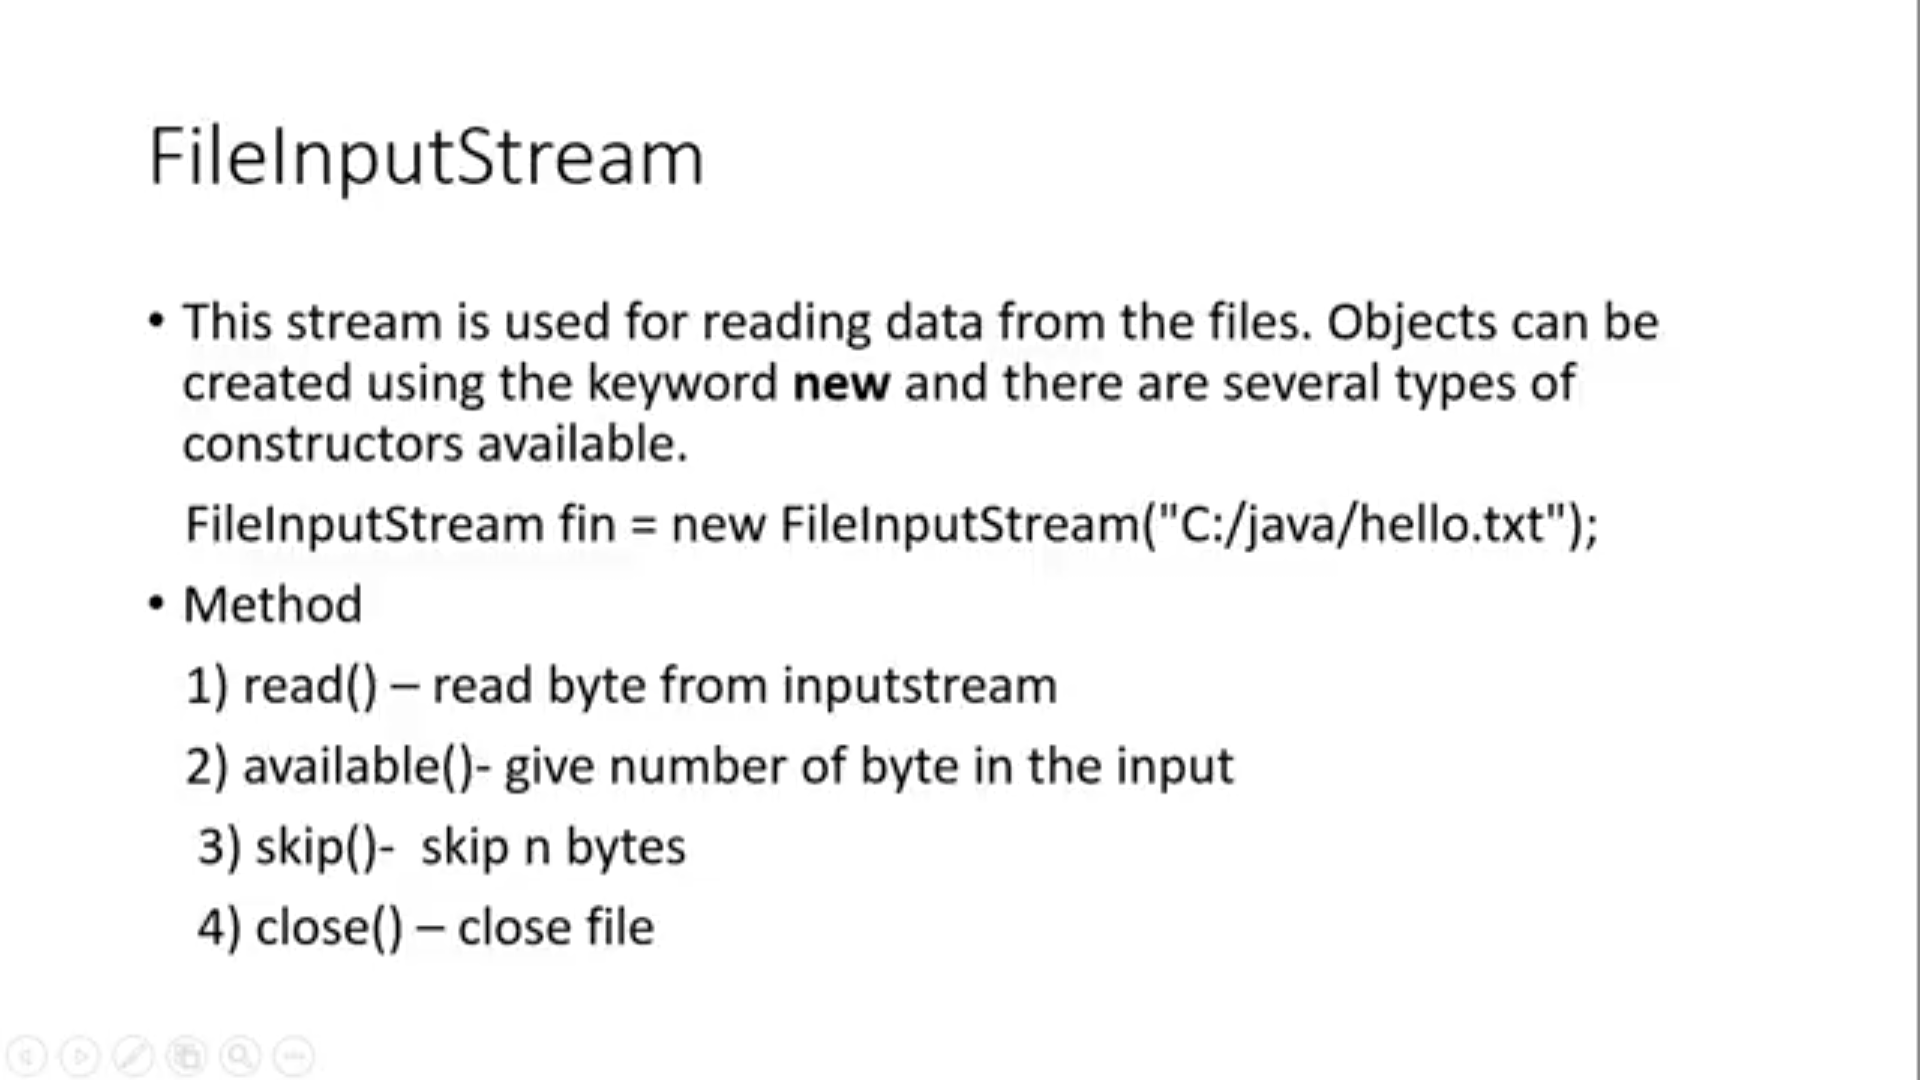 FileInputStream
• This stream is used for reading data from the files. Objects can be
created using the keyword new and there are several types of
constructors available.
FileInputStream fin = new FileInputStream("C:/java/hello.txt");
• Method
1) read() – read byte from inputstream
2) available()- give number of byte in the input
3) skip()-  skip n bytes
4) close() – close file